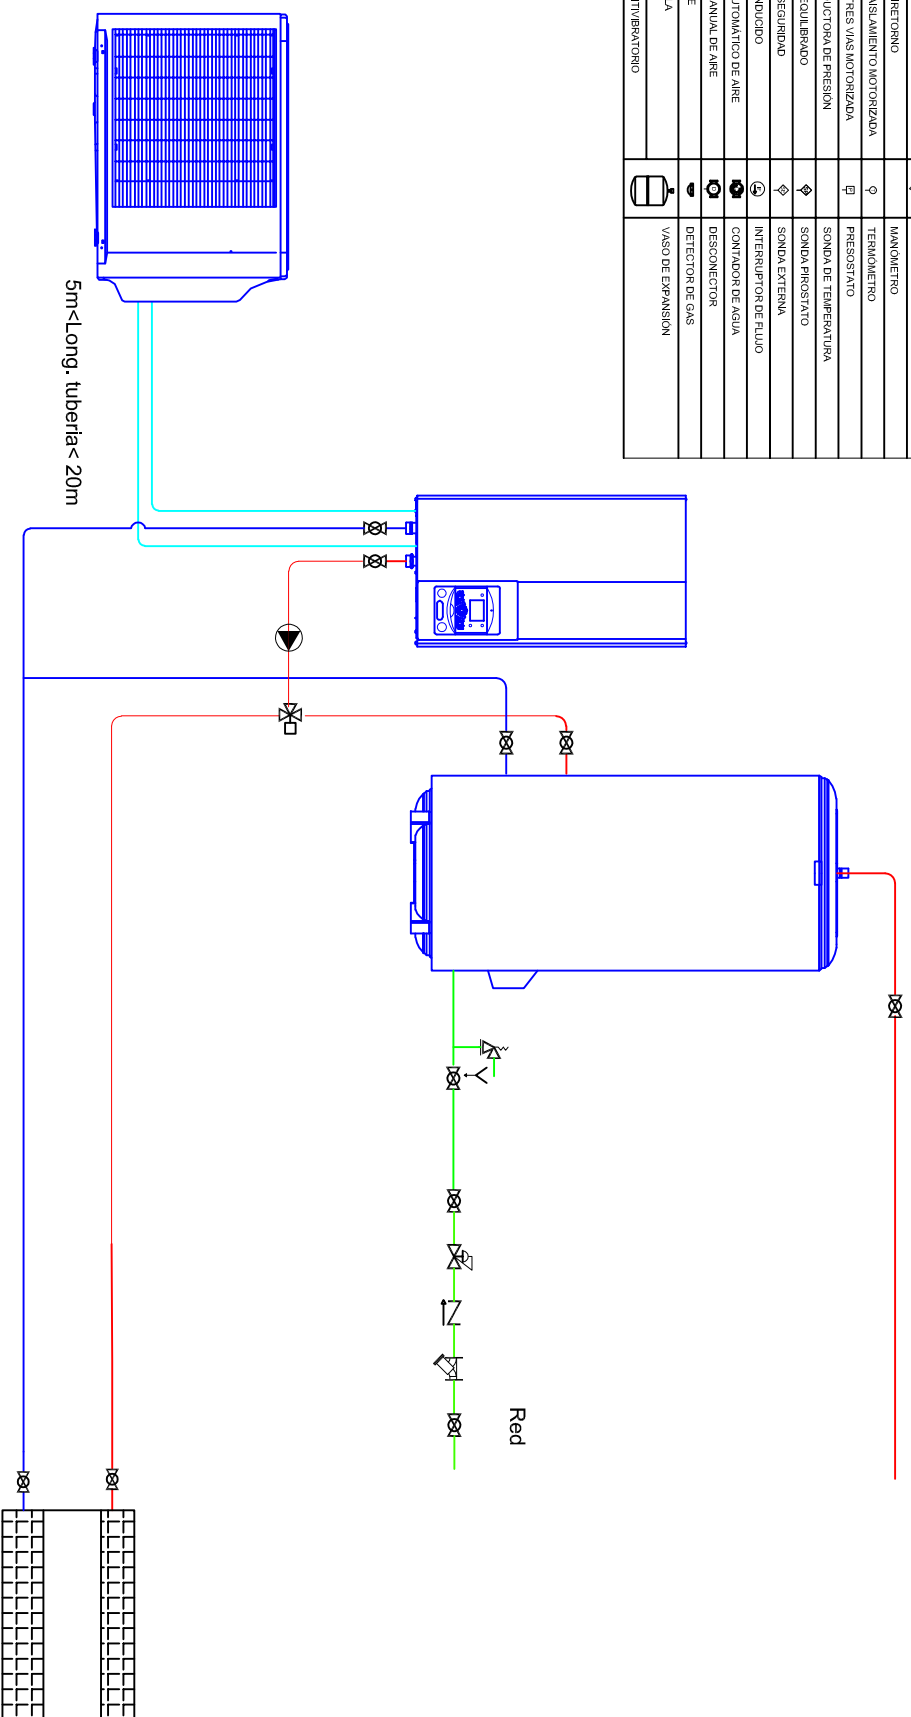 RETORNO MANÓMETRO
AISLAMIENTO MOTORIZADA TERMÓMETRO
TRES VIAS MOTORIZADA P PRESOSTATO
UCTORA DE PRESIÓN SONDA DE TEMPERATURA
EQUILIBRADO SONDA PIROSTATO
SEGURIDAD SONDA EXTERNA
NDUCIDO F INTERRUPTOR DE FLUJO
UTOMÁTICO DE AIRE CONTADOR DE AGUA
ANUAL DE AIRE DESCONECTOR
E DETECTOR DE GAS
LA VASO DE EXPANSIÓN
NTIVIBRATORIO
Red
5m<Long. tuberia< 20m